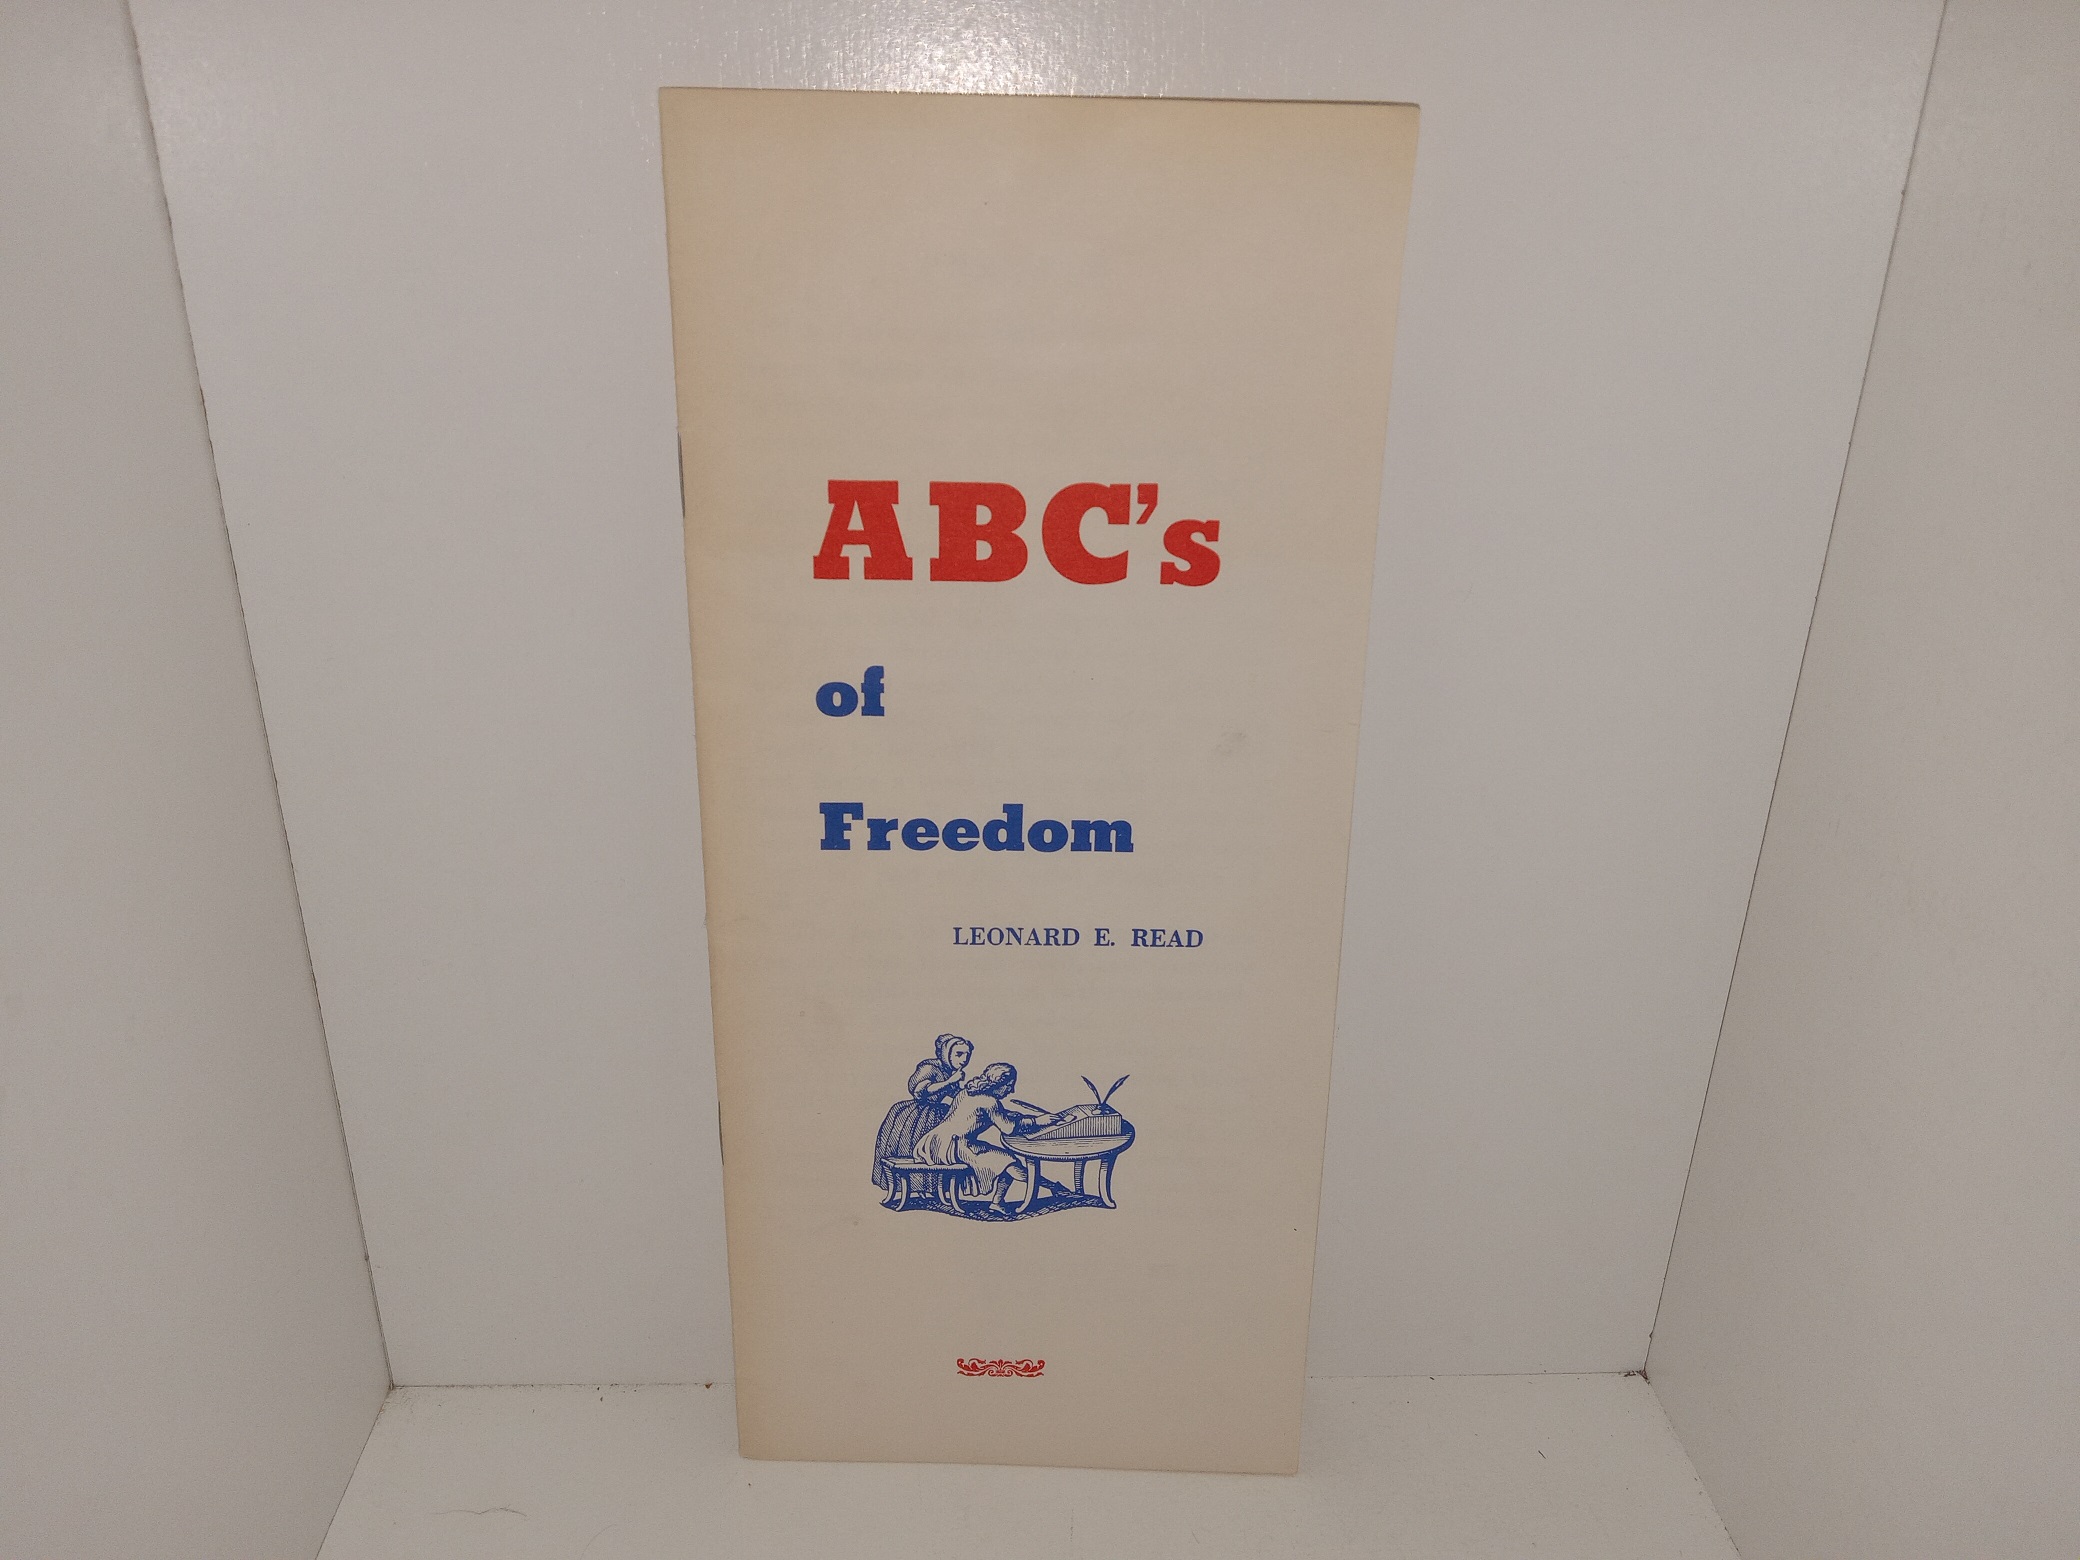 ABC’s
of
Freedom
LEONARD E. READ